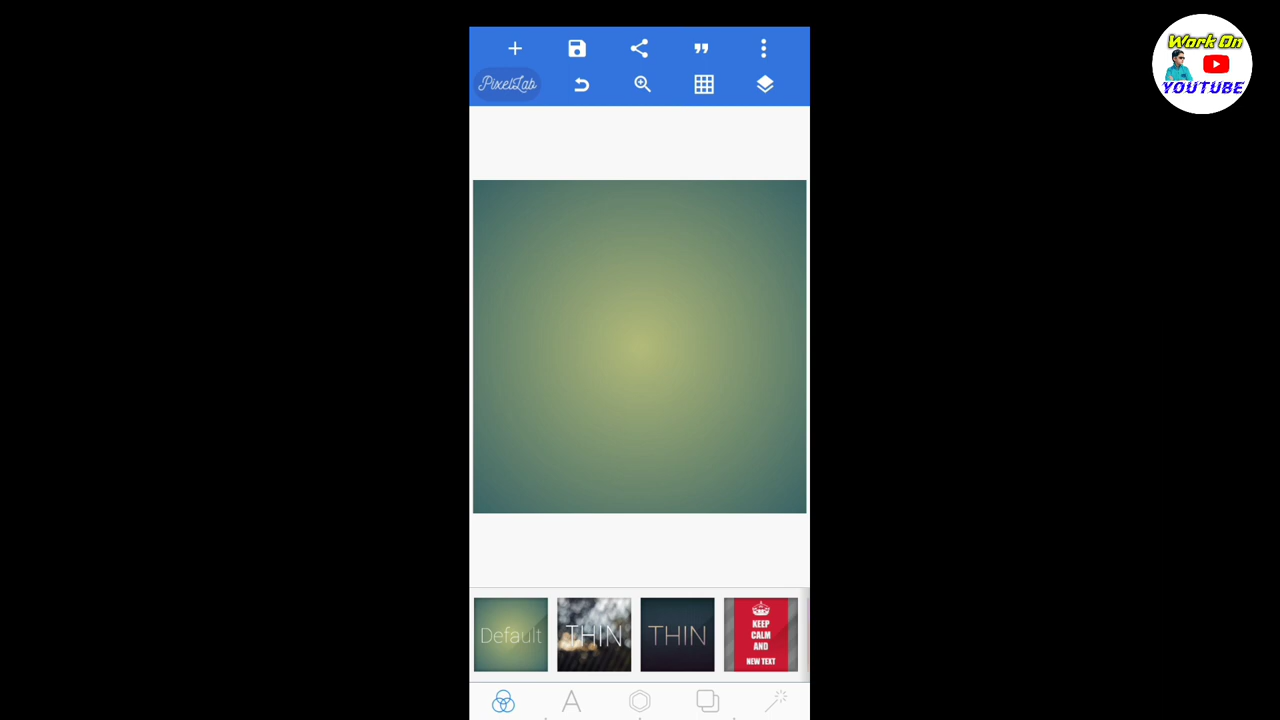 Work On
YOUTUBE
PixelLab
Default
THIN
THIN
KEEP
CALM
AND
NEW TEXT